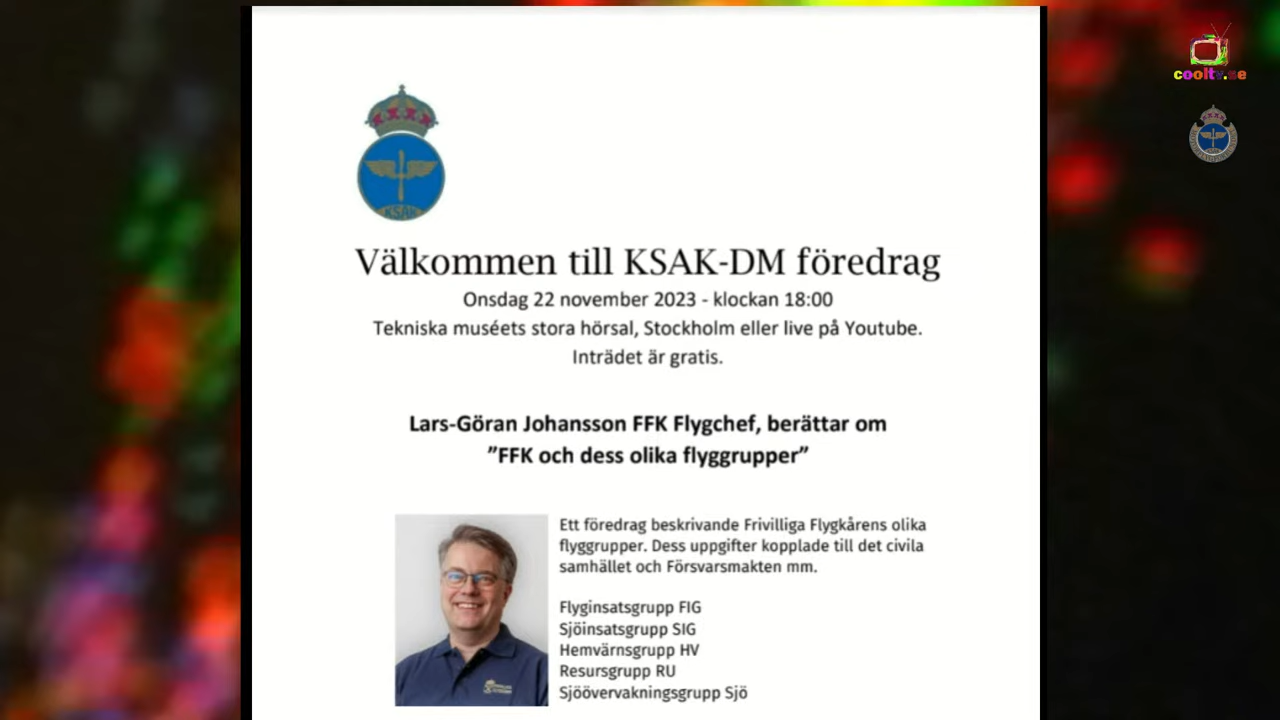 cooltv.se
KSAK
Välkommen till KSAK-DM föredrag
Onsdag 22 november 2023 - klockan 18:00
Tekniska muséets stora hörsal, Stockholm eller live på Youtube.
Inträdet är gratis.
Lars-Göran Johansson FFK Flygchef, berättar om
”FFK och dess olika flyggrupper”
Ett föredrag beskrivande Frivilliga Flygkårens olika
flyggrupper. Dess uppgifter kopplade till det civila
samhället och Försvarsmakten mm.
Flyginsatsgrupp FIG
Sjöinsatsgrupp SIG
Hemvärnsgrupp HV
Resursgrupp RU
Sjöövervakningsgrupp Sjö